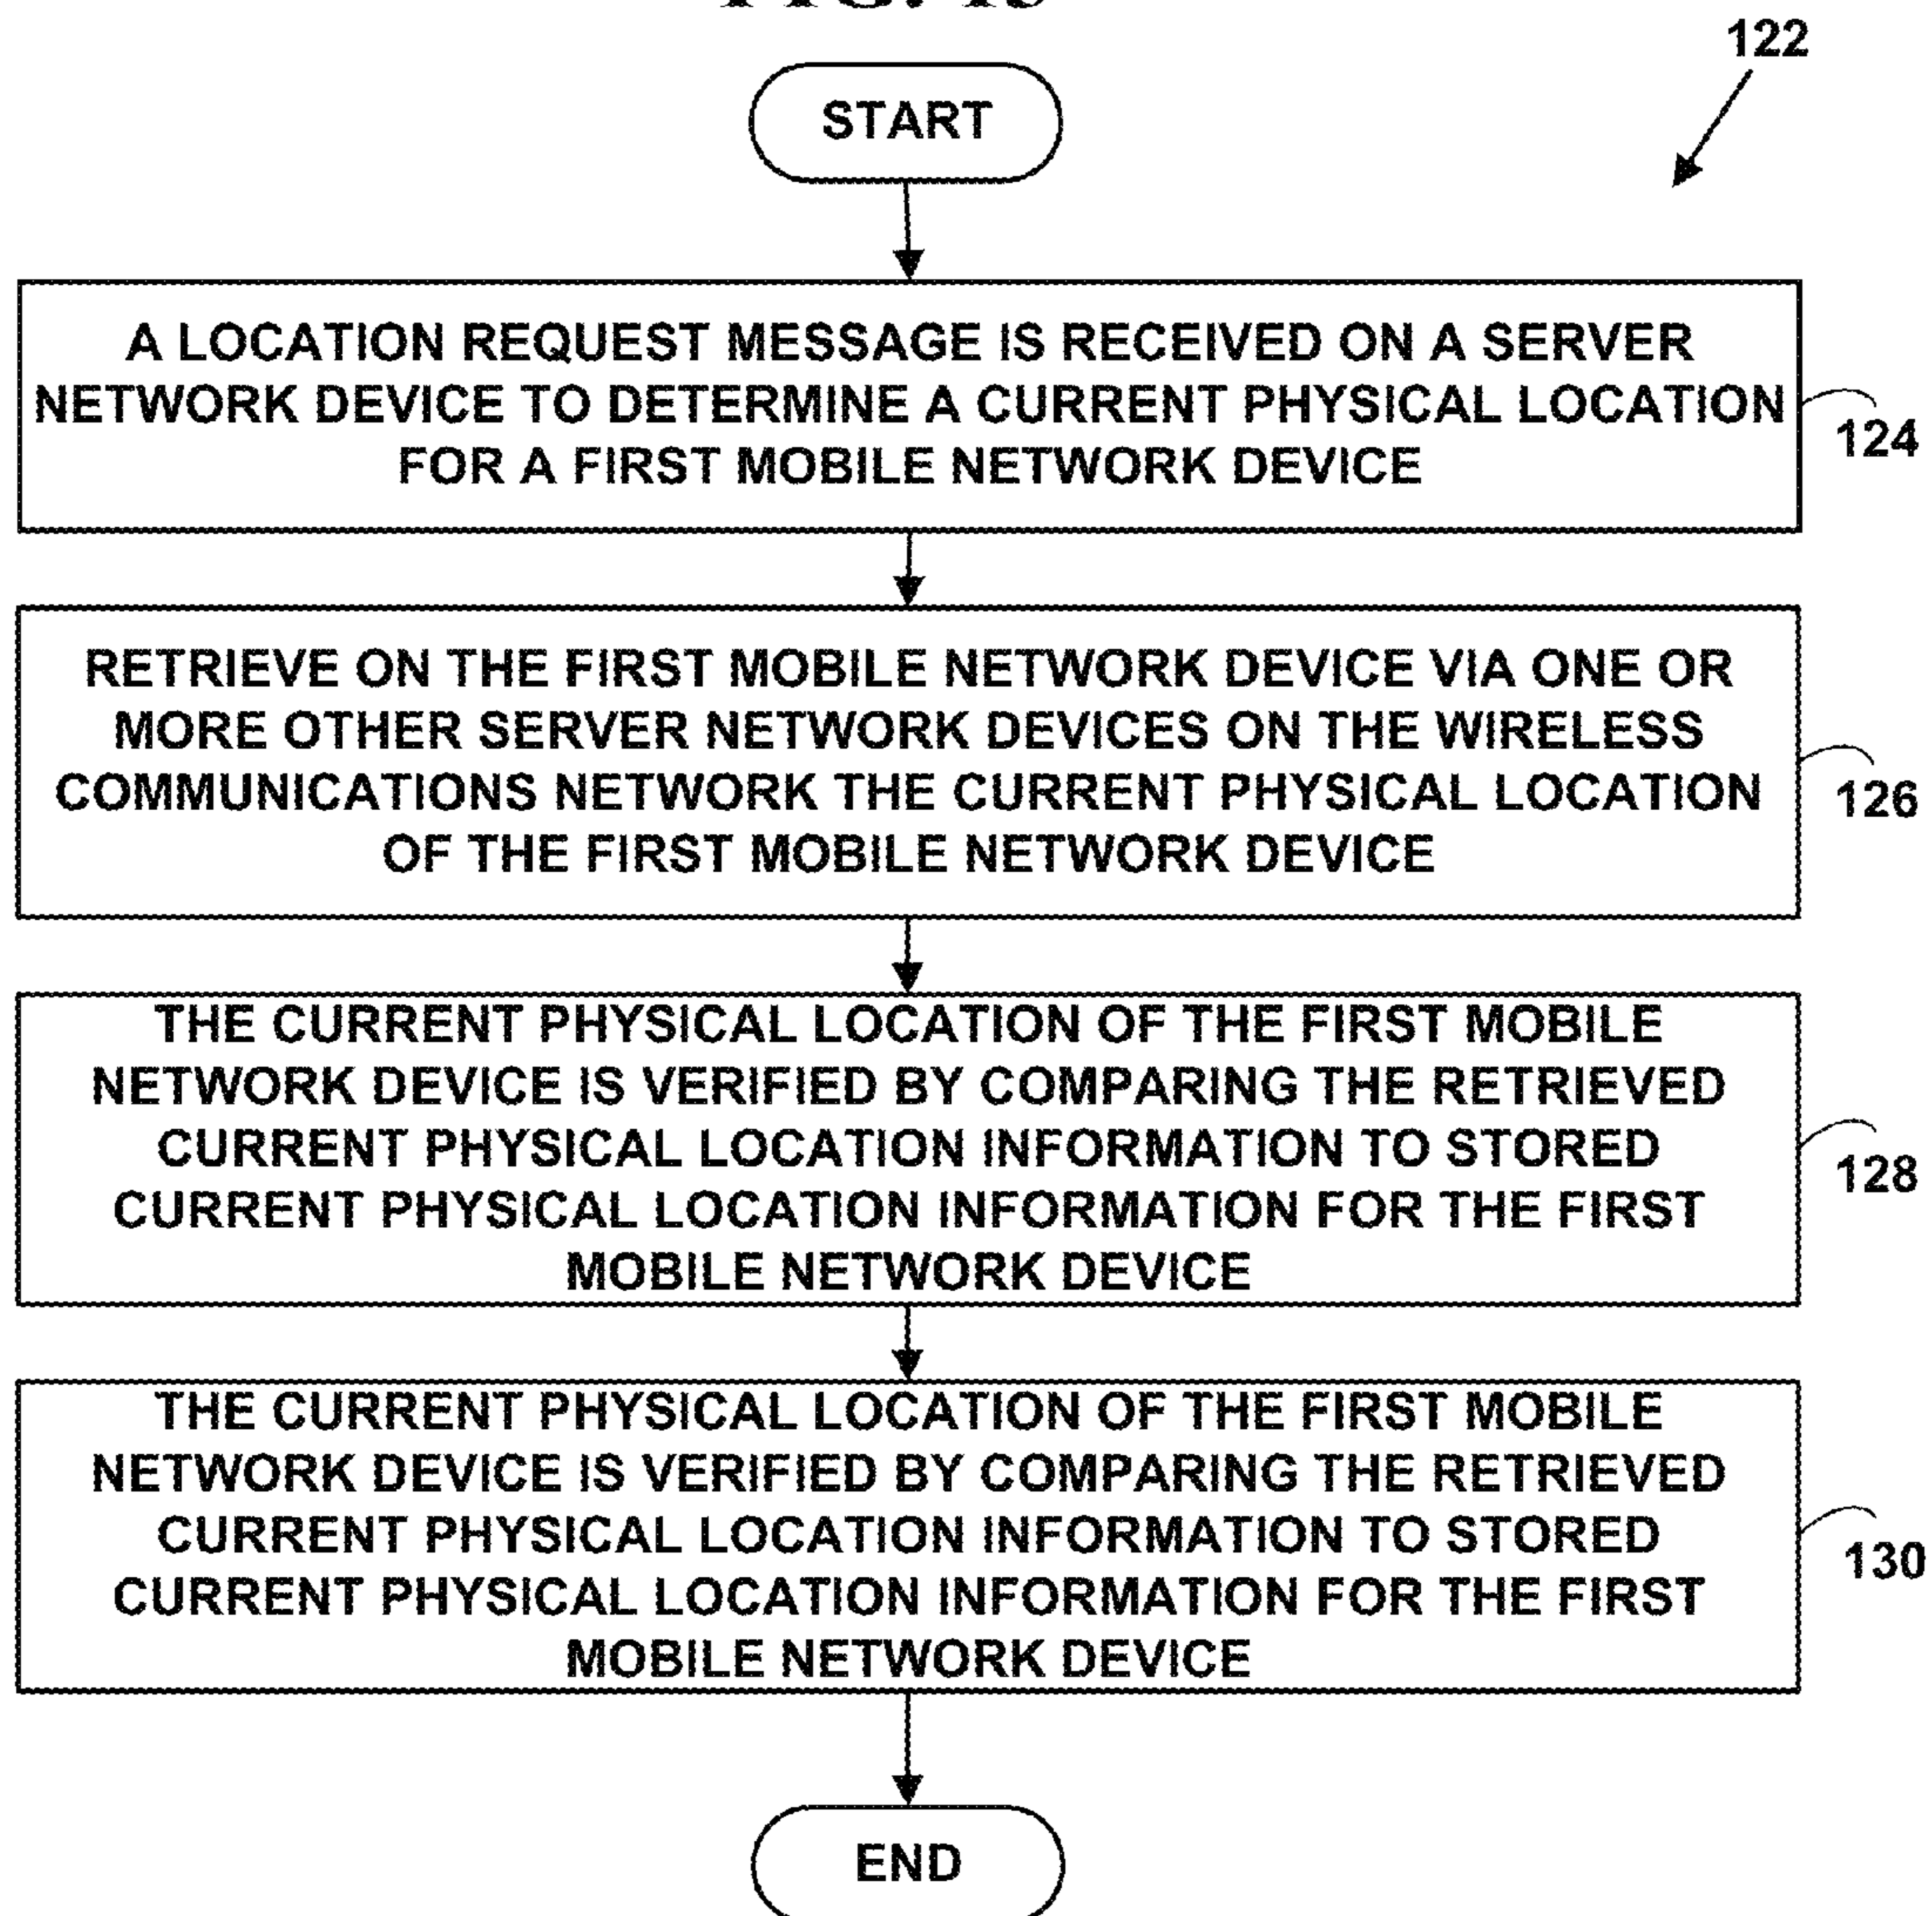 122
START
A LOCATION REQUEST MESSAGE IS RECEIVED ON A SERVER
NETWORK DEVICE TO DETERMINE A CURRENT PHYSICAL LOCATION
FOR A FIRST MOBILE NETWORK DEVICE
124
RETRIEVE ON THE FIRST MOBILE NETWORK DEVICE VIA ONE OR
MORE OTHER SERVER NETWORK DEVICES ON THE WIRELESS
COMMUNICATIONS NETWORK THE CURRENT PHYSICAL LOCATION
OF THE FIRST MOBILE NETWORK DEVICE
126
THE CURRENT PHYSICAL LOCATION OF THE FIRST MOBILE
NETWORK DEVICE IS VERIFIED BY COMPARING THE RETRIEVED
CURRENT PHYSICAL LOCATION INFORMATION TO STORED
CURRENT PHYSICAL LOCATION INFORMATION FOR THE FIRST
MOBILE NETWORK DEVICE
128
THE CURRENT PHYSICAL LOCATION OF THE FIRST MOBILE
NETWORK DEVICE IS VERIFIED BY COMPARING THE RETRIEVED
CURRENT PHYSICAL LOCATION INFORMATION TO STORED
CURRENT PHYSICAL LOCATION INFORMATION FOR THE FIRST
MOBILE NETWORK DEVICE
130
END